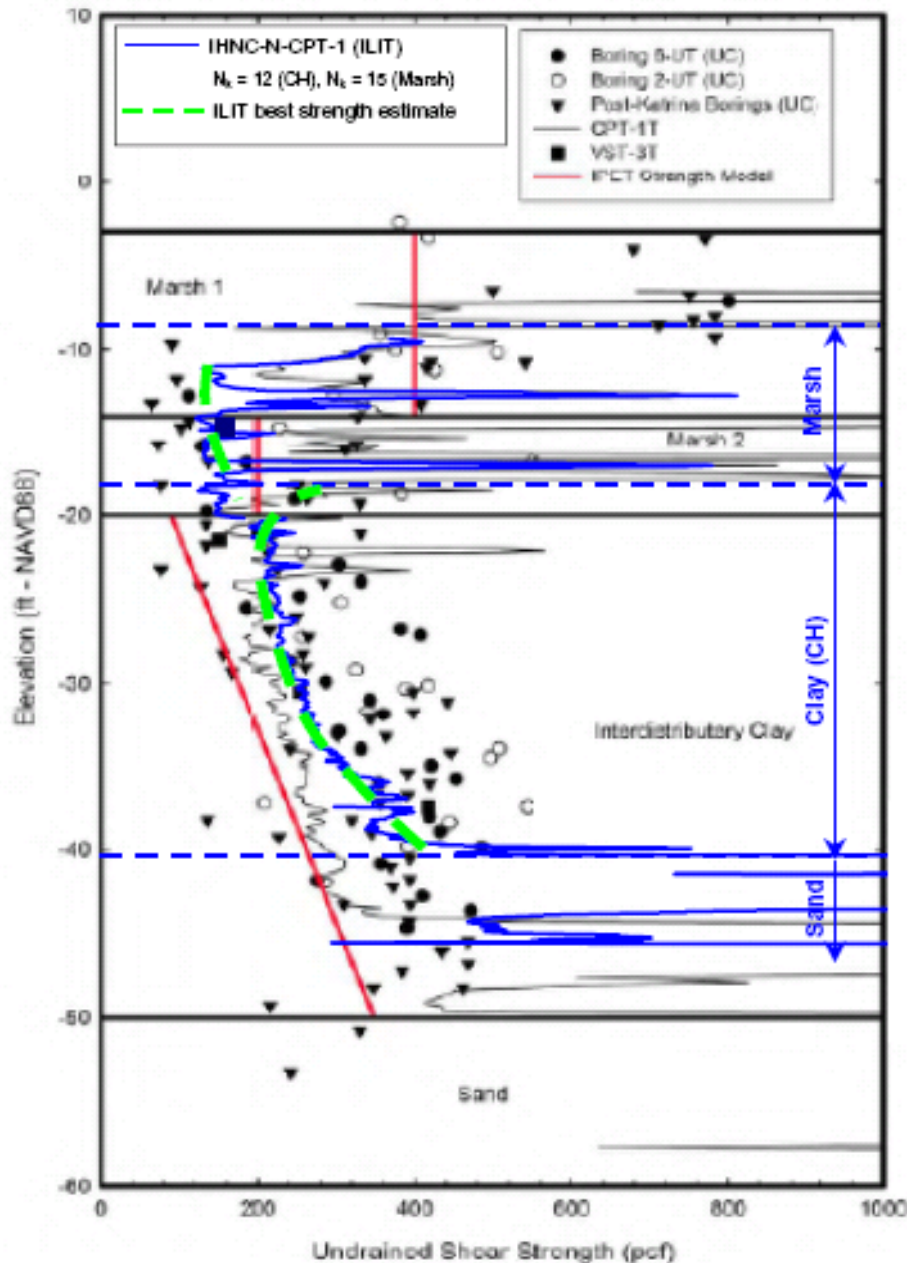 10
0
-10
-20
-30
-40
-50
-60
Elevation (ft - NAVD88)
IHNC-N-CPT-1 (ILIT)
Nₖ = 12 (CH), Nₖ = 15 (Marsh)
ILIT best strength estimate
Boring 5-UT (UC)
Boring 2-UT (UC)
Post-Katrina Borings (UC)
CPT-1T
VST-3T
IPET Strength Model
Marsh 1
Marsh
Marsh 2
Clay (CH)
Interdistributary Clay
Sand
Sand
0
200
400
600
800
1000
Undrained Shear Strength (pcf)